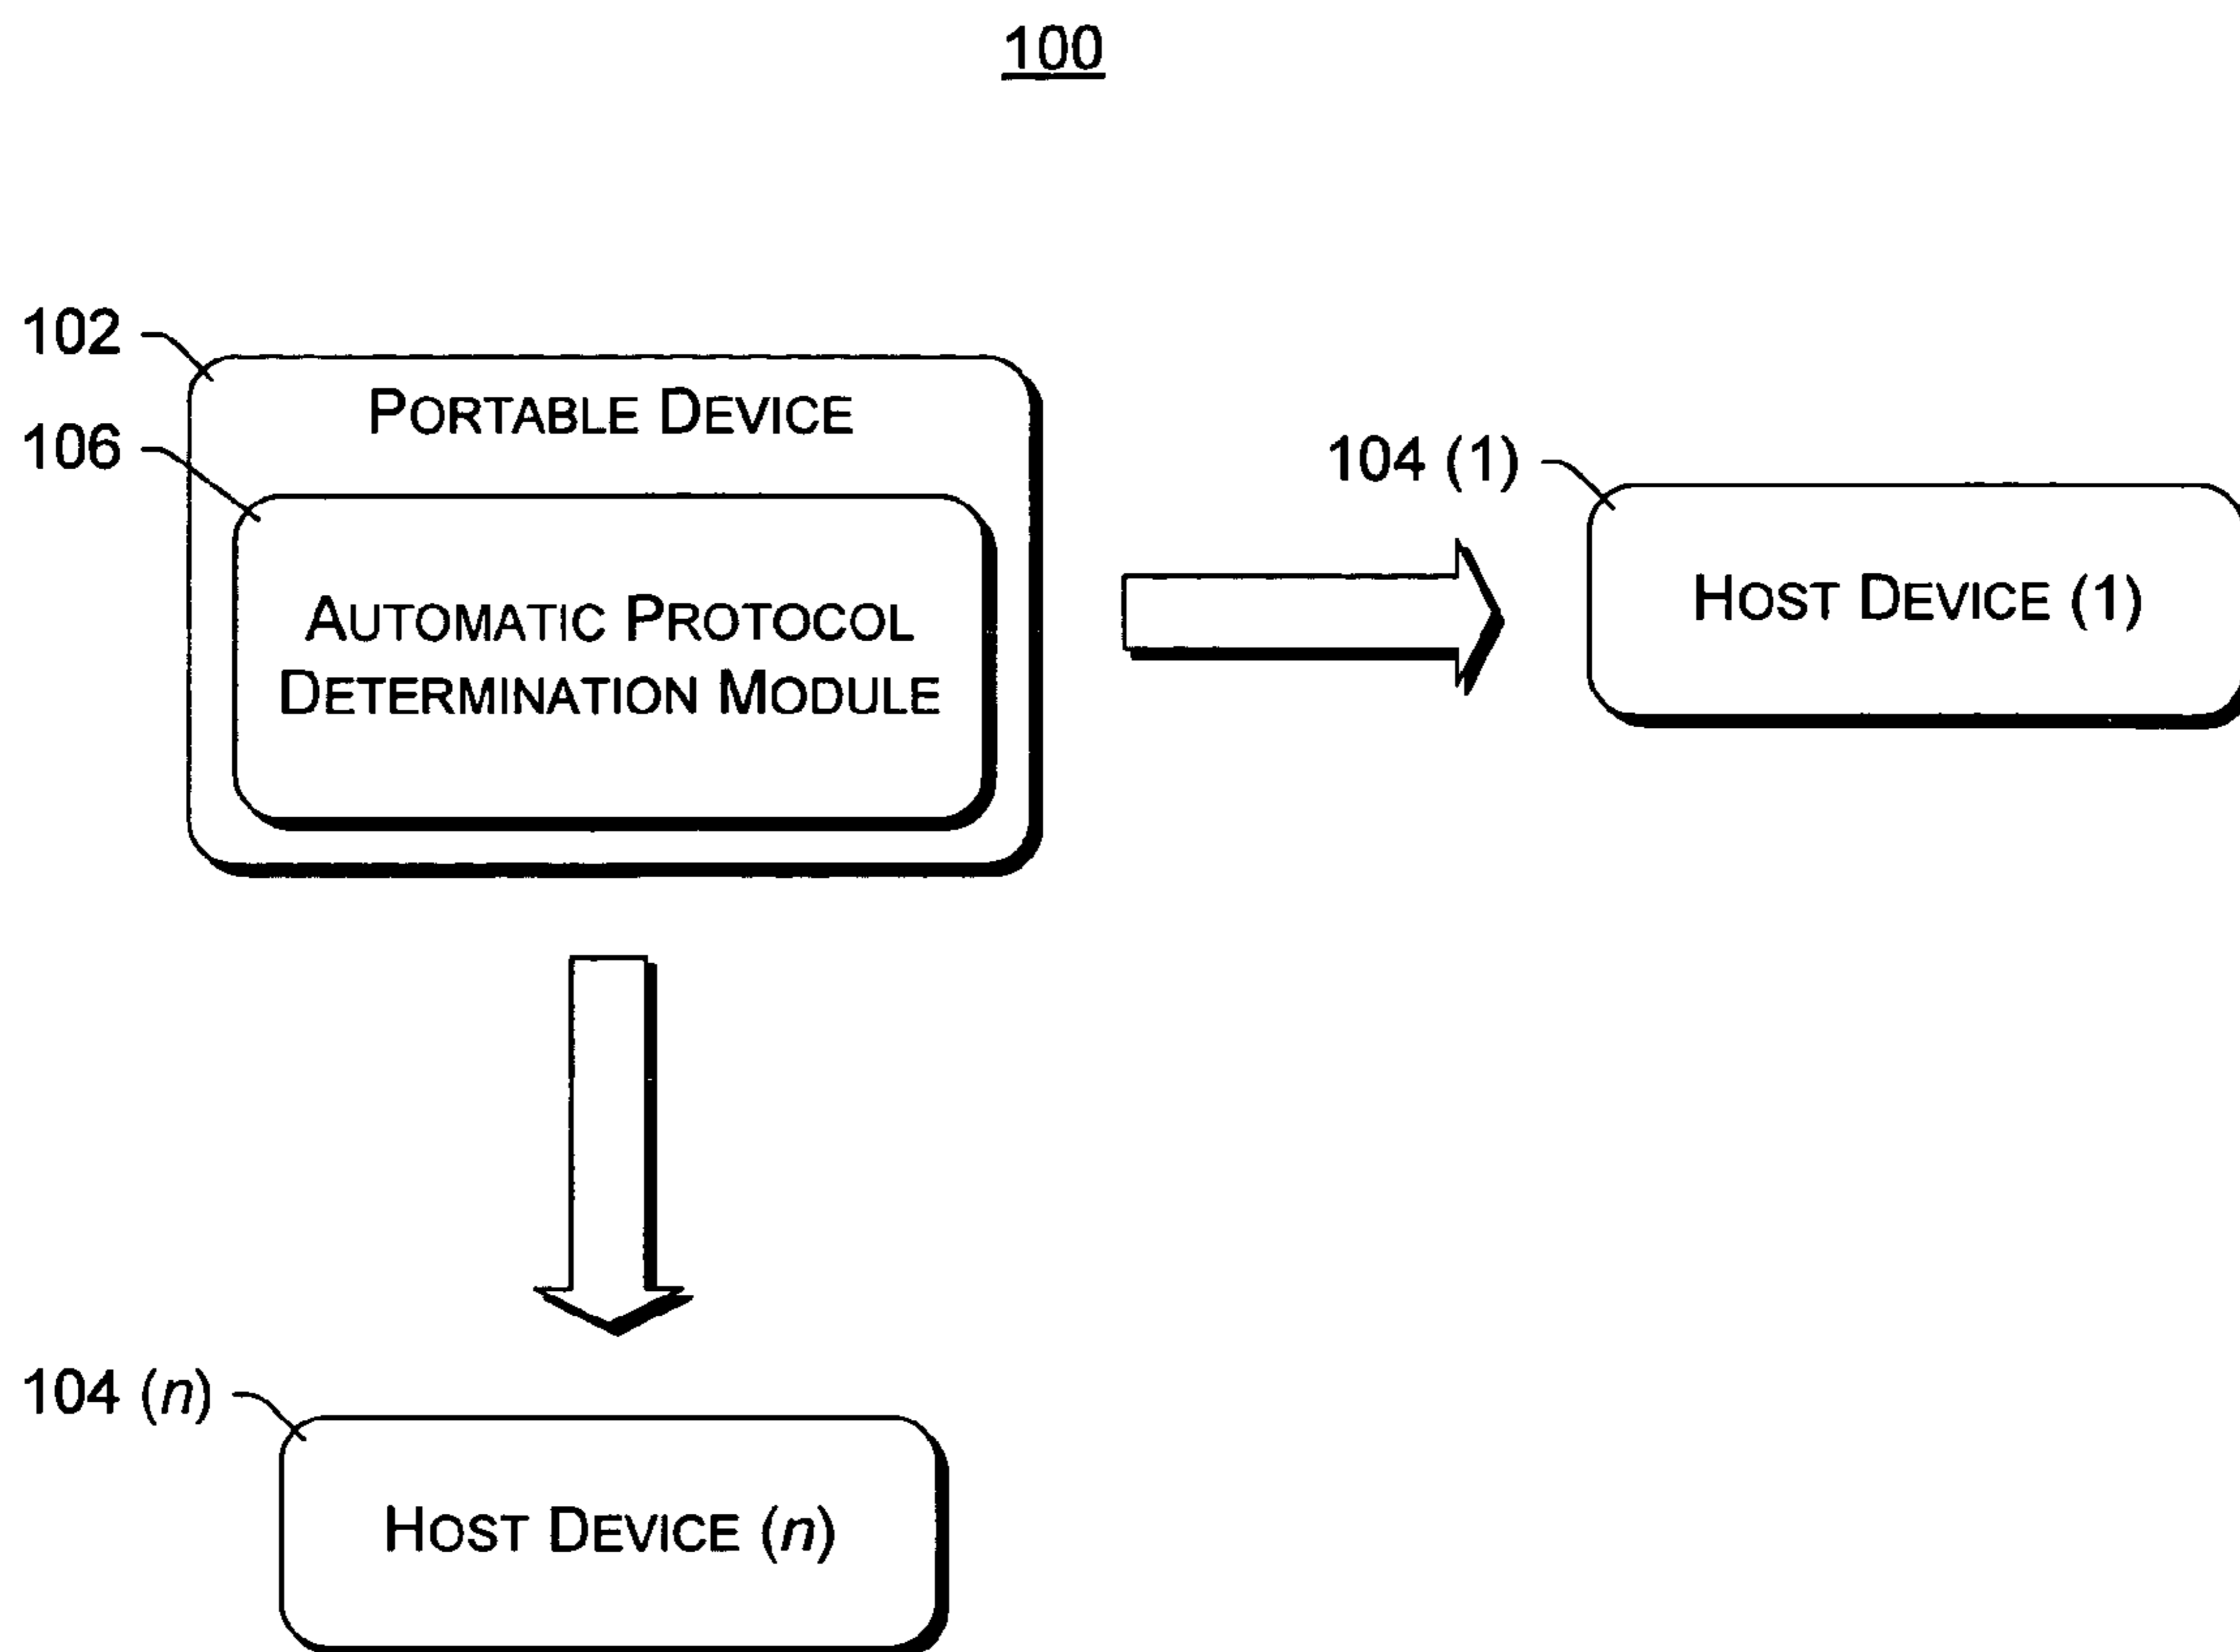 100
102
PORTABLE DEVICE
106
AUTOMATIC PROTOCOL
DETERMINATION MODULE
104 (1)
HOST DEVICE (1)
104 (n)
HOST DEVICE (n)